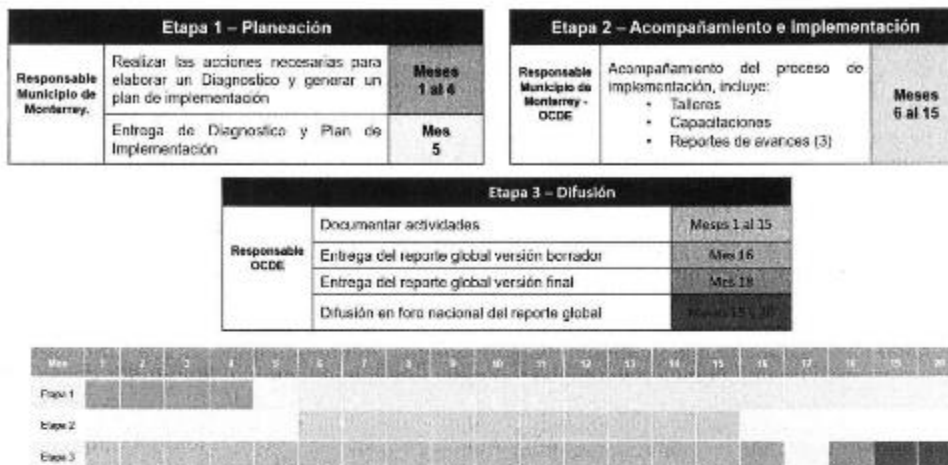 Etapa 1 – Planeación
Responsable
Municipio de
Monterrey.
Realizar las acciones necesarias para
elaborar un Diagnostico y generar un
plan de implementación
Meses
1 al 4
Entrega de Diagnostico y Plan de
Implementación
Mes
5
Etapa 2 – Acompañamiento e Implementación
Responsable
Municipio de
Monterrey -
OCDE
Acompañamiento del proceso de
implementación, incluye:
• Talleres
• Capacitaciones
• Reportes de avances (3)
Meses
6 al 15
Etapa 3 – Difusión
Responsable
OCDE
Documentar actividades
Meses 1 al 15
Entrega del reporte global versión borrador
Mes 16
Entrega del reporte global versión final
Mes 18
Difusión en foro nacional del reporte global
Mes 1 2 3 4 5 6 7 8 9 10 11 12 13 14 15 16 17 18 19 20
Etapa 1
Etapa 2
Etapa 3